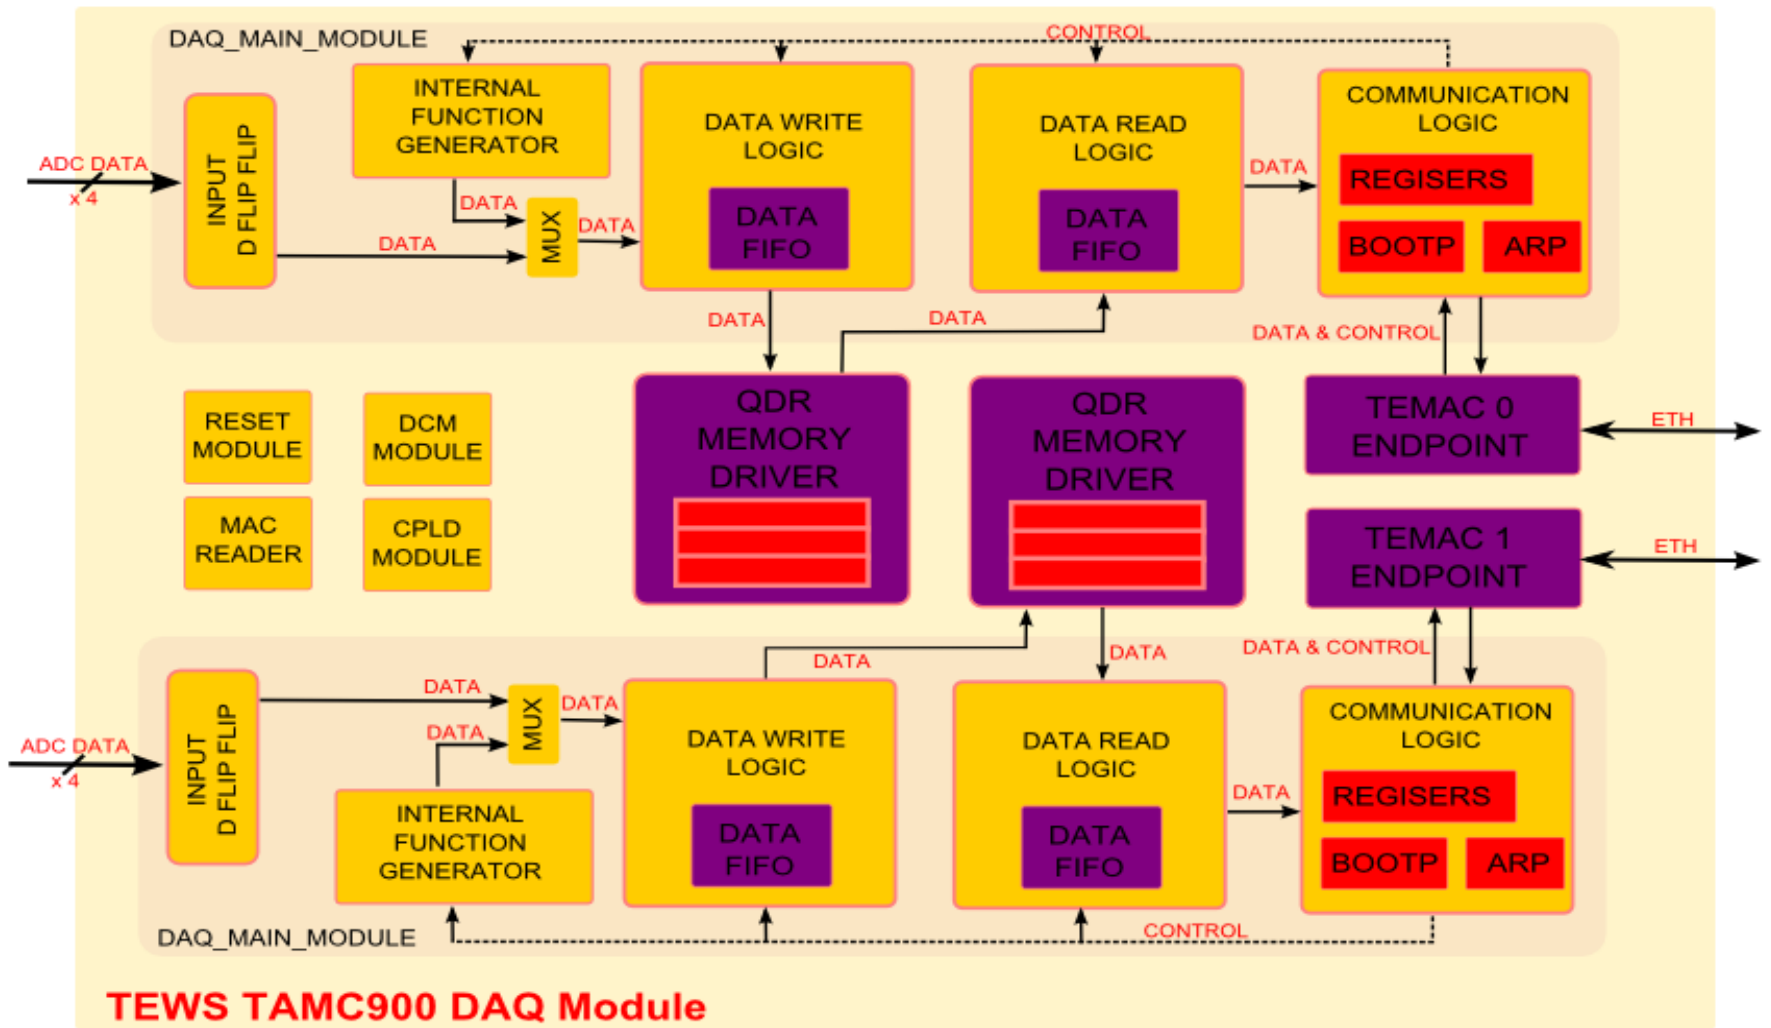 DAQ_MAIN_MODULE
CONTROL
INTERNAL
FUNCTION
GENERATOR
DATA WRITE
LOGIC
DATA
FIFO
DATA READ
LOGIC
DATA
FIFO
COMMUNICATION
LOGIC
REGISERS
BOOTP
ARP
ADC DATA
x 4
INPUT
D FLIP FLIP
DATA
DATA
MUX
DATA
DATA
DATA
DATA
DATA & CONTROL
RESET
MODULE
DCM
MODULE
MAC
READER
CPLD
MODULE
QDR
MEMORY
DRIVER
QDR
MEMORY
DRIVER
TEMAC 0
ENDPOINT
ETH
TEMAC 1
ENDPOINT
ETH
DATA
DATA
DATA & CONTROL
ADC DATA
x 4
INPUT
D FLIP FLIP
DATA
DATA
MUX
DATA
INTERNAL
FUNCTION
GENERATOR
DATA WRITE
LOGIC
DATA
FIFO
DATA READ
LOGIC
DATA
FIFO
DATA
COMMUNICATION
LOGIC
REGISERS
BOOTP
ARP
DAQ_MAIN_MODULE
CONTROL
TEWS TAMC900 DAQ Module